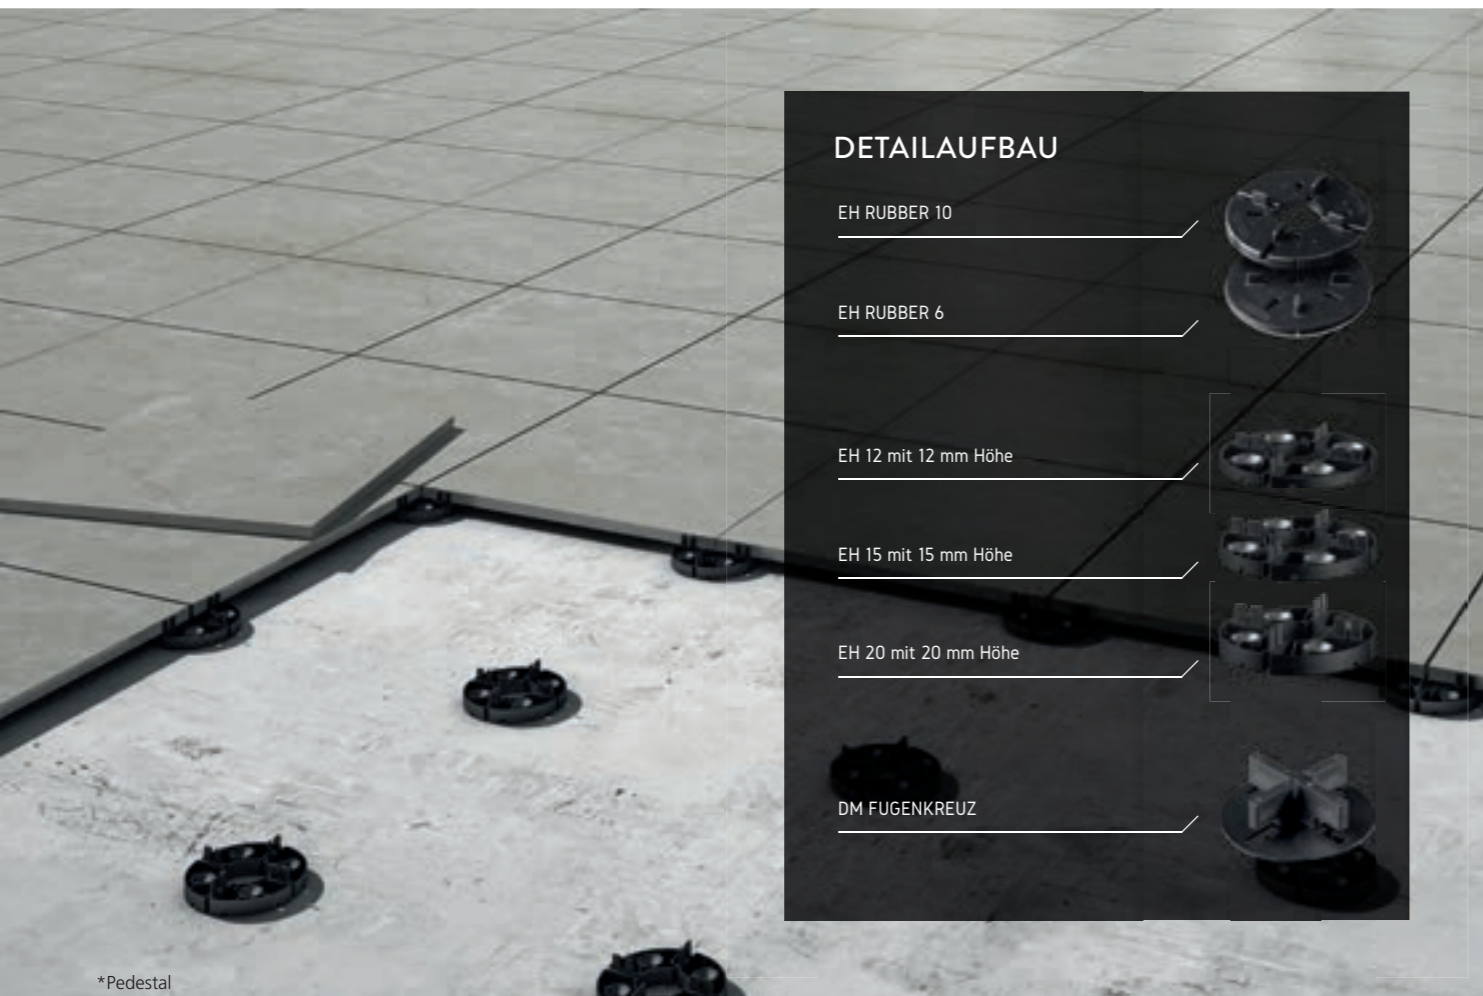 DETAILAUFBAU
EH RUBBER 10
EH RUBBER 6
EH 12 mit 12 mm Höhe
EH 15 mit 15 mm Höhe
EH 20 mit 20 mm Höhe
DM FUGENKREUZ
*Pedestal